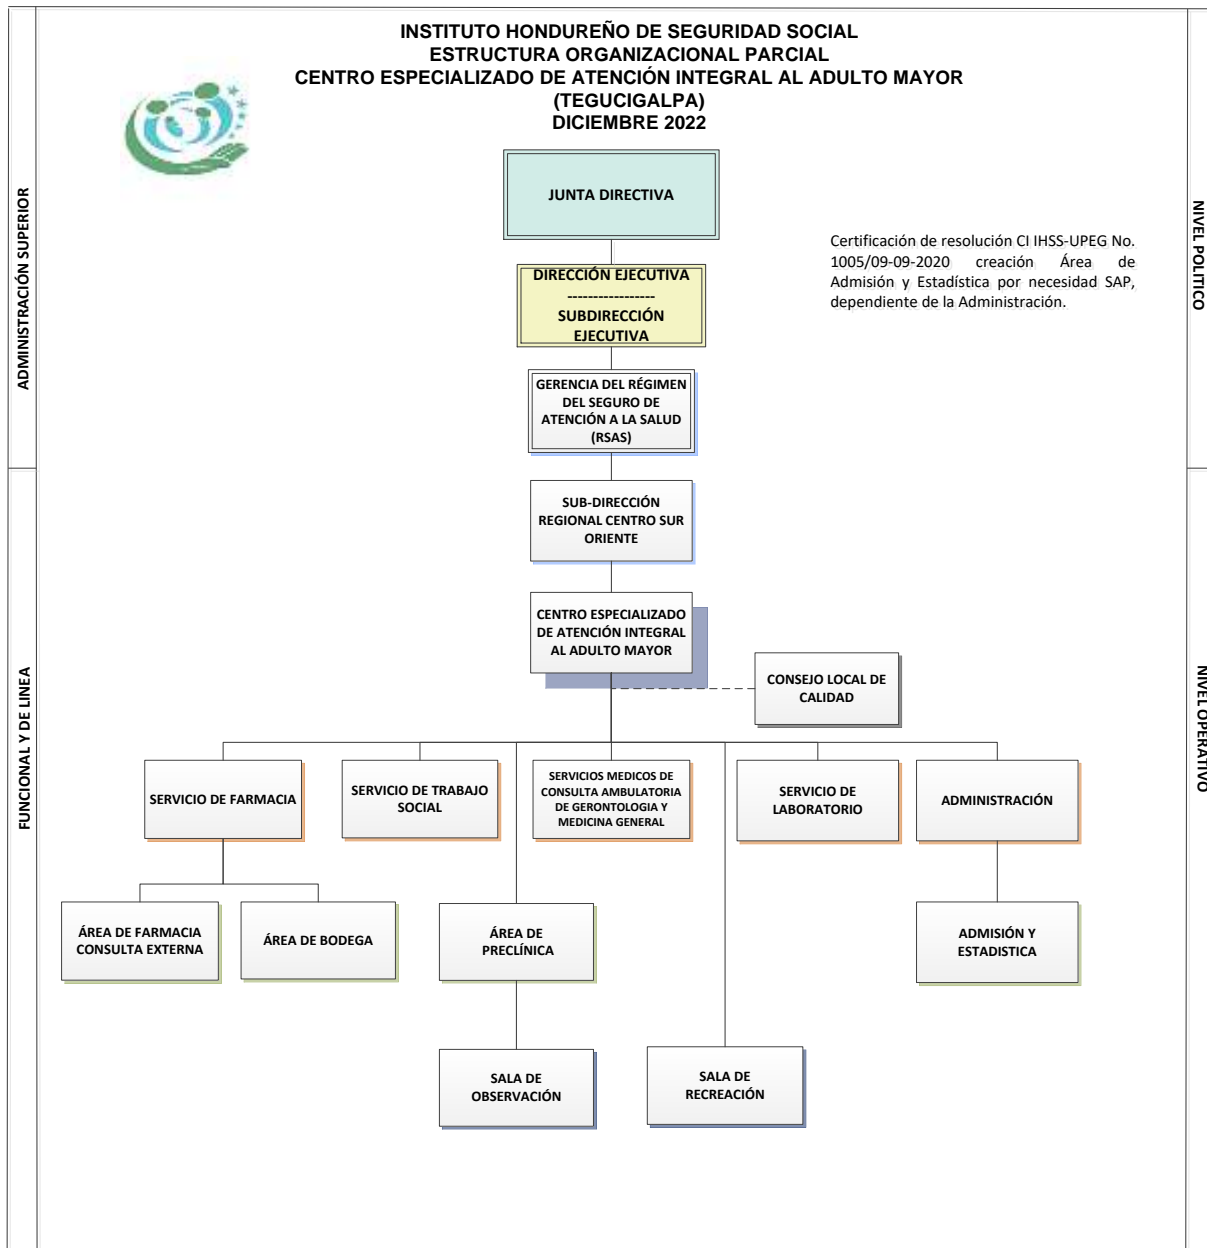 INSTITUTO HONDUREÑO DE SEGURIDAD SOCIAL
ESTRUCTURA ORGANIZACIONAL PARCIAL
CENTRO ESPECIALIZADO DE ATENCIÓN INTEGRAL AL ADULTO MAYOR
(TEGUCIGALPA)
DICIEMBRE 2022
ADMINISTRACIÓN SUPERIOR
NIVEL POLITICO
JUNTA DIRECTIVA
Certificación de resolución CI IHSS-UPEG No.
1005/09-09-2020 creación Área de
Admisión y Estadística por necesidad SAP,
dependiente de la Administración.
DIRECCIÓN EJECUTIVA
-----------------
SUBDIRECCIÓN
EJECUTIVA
GERENCIA DEL RÉGIMEN
DEL SEGURO DE
ATENCIÓN A LA SALUD
(RSAS)
SUB-DIRECCIÓN
REGIONAL CENTRO SUR
ORIENTE
FUNCIONAL Y DE LINEA
NIVEL OPERATIVO
CENTRO ESPECIALIZADO
DE ATENCIÓN INTEGRAL
AL ADULTO MAYOR
CONSEJO LOCAL DE
CALIDAD
SERVICIO DE FARMACIA
SERVICIO DE TRABAJO
SOCIAL
SERVICIOS MEDICOS DE
CONSULTA AMBULATORIA
DE GERONTOLOGIA Y
MEDICINA GENERAL
SERVICIO DE
LABORATORIO
ADMINISTRACIÓN
ÁREA DE FARMACIA
CONSULTA EXTERNA
ÁREA DE BODEGA
ÁREA DE
PRECLÍNICA
ADMISIÓN Y
ESTADISTICA
SALA DE
OBSERVACIÓN
SALA DE
RECREACIÓN